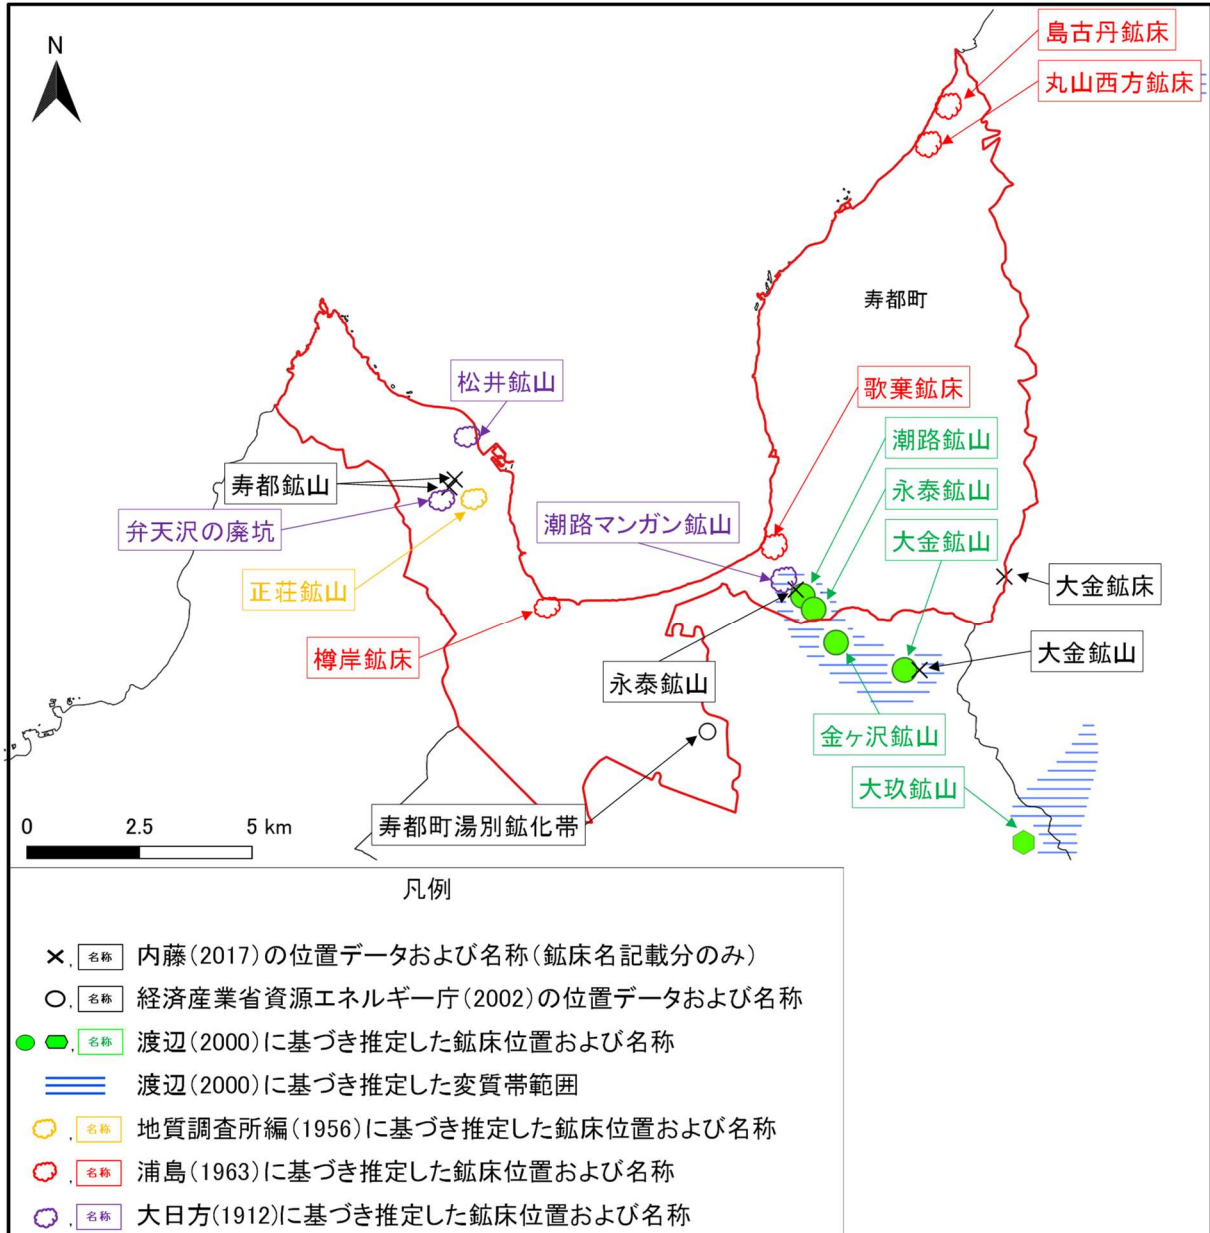 島古丹鉱床
N
丸山西方鉱床
寿都町
松井鉱山
歌棄鉱床
潮路鉱山
寿都鉱山
永泰鉱山
弁天沢の廃坑
潮路マンガン鉱山
大金鉱山
正荘鉱山
大金鉱床
樽岸鉱床
大金鉱山
永泰鉱山
金ヶ沢鉱山
大玖鉱山
寿都町湯別鉱化帯
0 2.5 5 km
凡例
名称 内藤(2017)の位置データおよび名称(鉱床名記載分のみ)
名称 経済産業省資源エネルギー庁(2002)の位置データおよび名称
名称 渡辺(2000)に基づき推定した鉱床位置および名称
渡辺(2000)に基づき推定した変質帯範囲
名称 地質調査所編(1956)に基づき推定した鉱床位置および名称
名称 浦島(1963)に基づき推定した鉱床位置および名称
名称 大日方(1912)に基づき推定した鉱床位置および名称